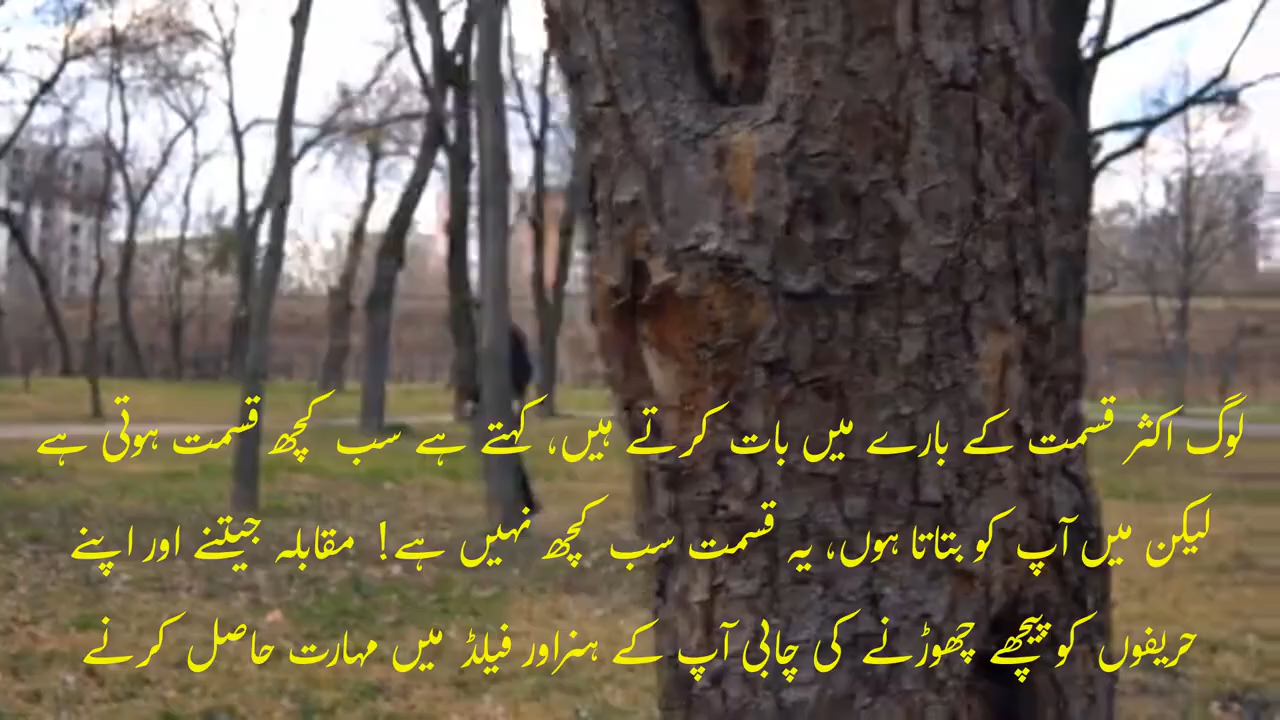 لوگ اکثر قسمت کے بارے میں بات کرتے ہیں، کہتے ہے سب کچھ قسمت ہوتی ہے
لیکن میں آپ کو بتاتا ہوں، یہ قسمت سب کچھ نہیں ہے! مقابلہ جیتنے اور اپنے
حریفوں کو پیچھے چھوڑنے کی چابی آپ کے ہنراور فیلڈ میں مہارت حاصل کرنے